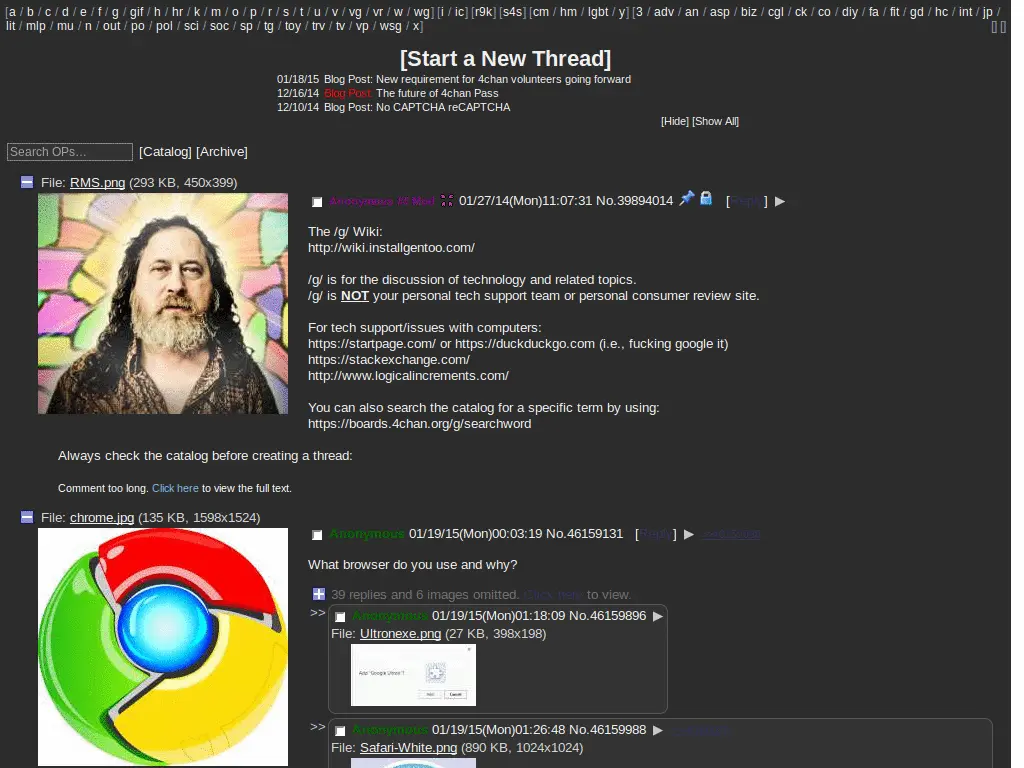 [a / b / c / d / e / f / g / gif / h / hr / k / m / o / p / r / s / t / u / v / vg / vr / w / wg] [i / ic] [r9k] [s4s] [cm / hm / lgbt / y] [3 / adv / an / asp / biz / cgl / ck / co / diy / fa / fit / gd / hc / int / jp /
lit / mlp / mu / n / out / po / pol / sci / soc / sp / tg / toy / trv / tv / vp / wsg / x]
[Start a New Thread]
01/18/15 Blog Post: New requirement for 4chan volunteers going forward
12/16/14 Blog Post: The future of 4chan Pass
12/10/14 Blog Post: No CAPTCHA reCAPTCHA
[Hide] [Show All]
Search OPs… [Catalog] [Archive]
File: RMS.png (293 KB, 450x399)
Anonymous ## Mod 01/27/14(Mon)11:07:31 No.39894014 [Reply] ▶
The /g/ Wiki:
http://wiki.installgentoo.com/
/g/ is for the discussion of technology and related topics.
/g/ is NOT your personal tech support team or personal consumer review site.
For tech support/issues with computers:
https://startpage.com/ or https://duckduckgo.com (i.e., fucking google it)
https://stackexchange.com/
http://www.logicalincrements.com/
You can also search the catalog for a specific term by using:
https://boards.4chan.org/g/searchword
Always check the catalog before creating a thread:
Comment too long. Click here to view the full text.
File: chrome.jpg (135 KB, 1598x1524)
Anonymous 01/19/15(Mon)00:03:19 No.46159131 [Reply] ▶
What browser do you use and why?
39 replies and 6 images omitted. Click here to view.
>> Anonymous 01/19/15(Mon)01:18:09 No.46159896 ▶
File: Ultronexe.png (27 KB, 398x198)
Add "Google Ultron"?
Add Cancel
>> Anonymous 01/19/15(Mon)01:26:48 No.46159988 ▶
File: Safari-White.png (890 KB, 1024x1024)